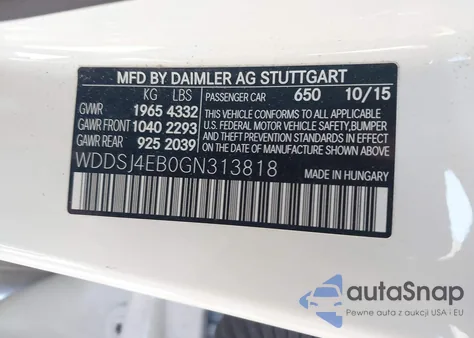 MFD BY DAIMLER AG STUTTGART
KG LBS PASSENGER CAR 650 10/15
GVWR 1965 4332
GAWR FRONT 1040 2293
GAWR REAR 925 2039
THIS VEHICLE CONFORMS TO ALL APPLICABLE
U.S. FEDERAL MOTOR VEHICLE SAFETY, BUMPER
AND THEFT PREVENTION STANDARDS IN EFFECT
ON THE DATE OF MANUFACTURE SHOWN ABOVE
WDDSJ4EB0GN313818
MADE IN HUNGARY
autoSnap
Pewne auta z aukcji USA i EU